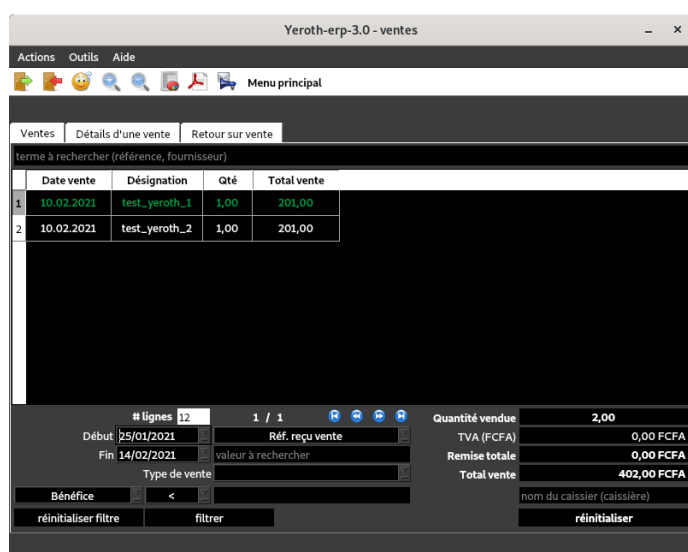 Yeroth-erp-3.0 - ventes
Actions Outils Aide
Menu principal
Ventes Détails d'une vente Retour sur vente
terme à rechercher (référence, fournisseur)
Date vente Désignation Qté Total vente
1 10.02.2021 test_yeroth_1 1,00 201,00
2 10.02.2021 test_yeroth_2 1,00 201,00
# lignes 12 1 / 1 Quantité vendue 2,00
Début 25/01/2021 Réf. reçu vente TVA (FCFA) 0,00 FCFA
Fin 14/02/2021 valeur à rechercher Remise totale 0,00 FCFA
Type de vente Total vente 402,00 FCFA
Bénéfice < nom du caissier (caissière)
réinitialiser filtre filtrer réinitialiser